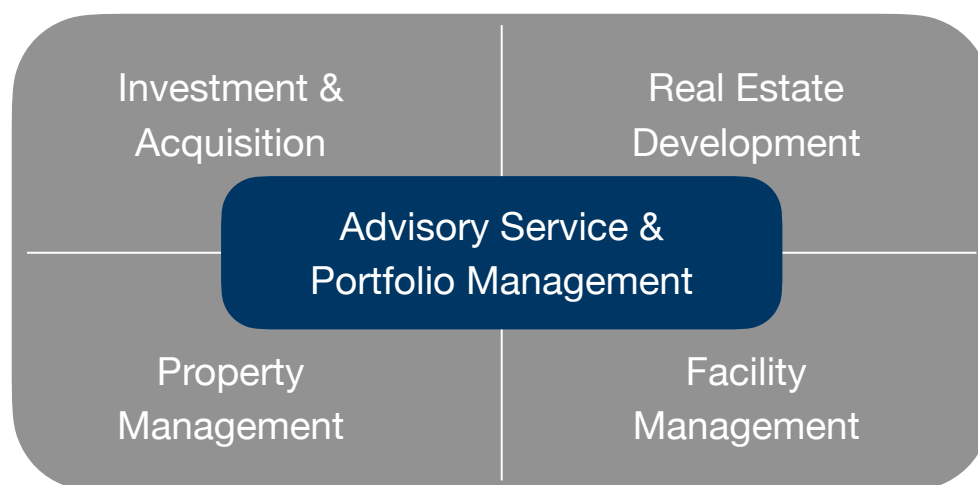 Investment &
Acquisition
Real Estate
Development
Advisory Service &
Portfolio Management
Property
Management
Facility
Management